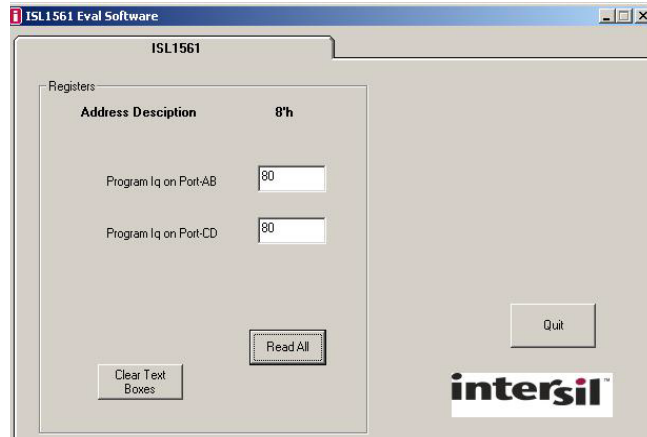 ISL1561 Eval Software
ISL1561
Registers
Address Desciption 8'h
Program Iq on Port-AB 80
Program Iq on Port-CD 80
Read All
Quit
Clear Text
Boxes
intersil™